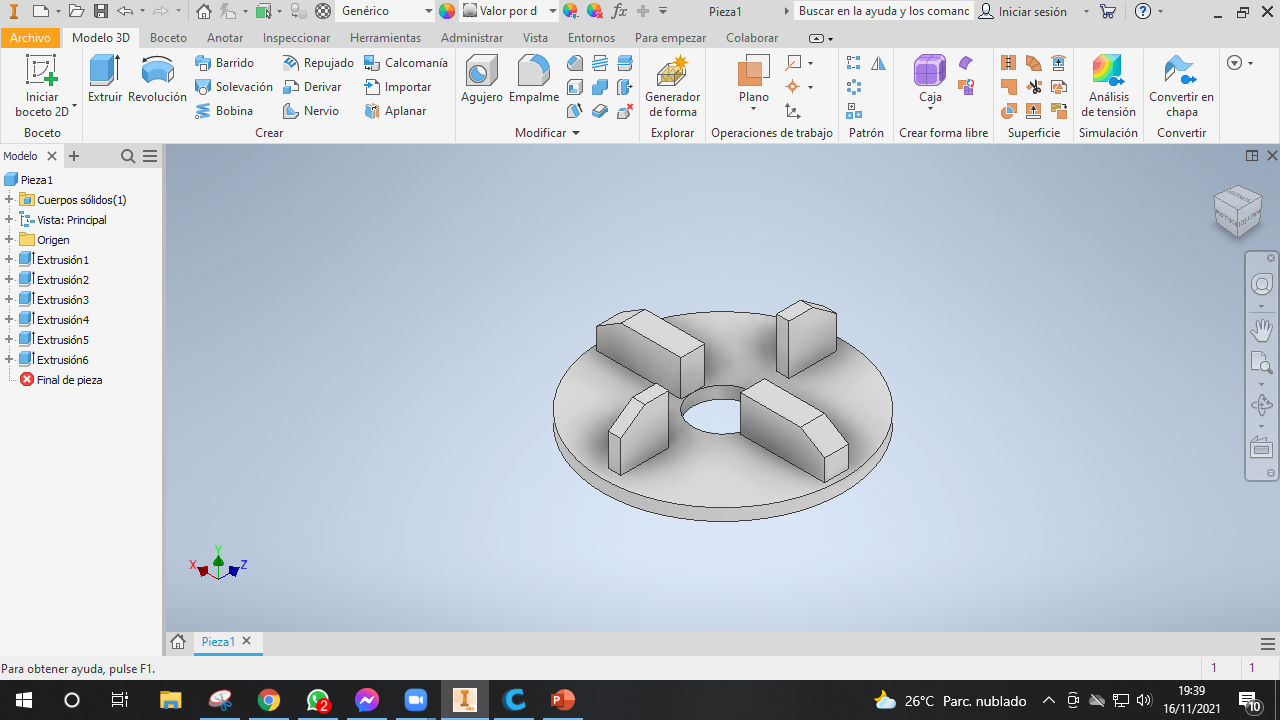 Genérico
Valor por d
Pieza1
Buscar en la ayuda y los comanc
Iniciar sesión
Archivo
Modelo 3D
Boceto
Anotar
Inspeccionar
Herramientas
Administrar
Vista
Entornos
Para empezar
Colaborar
Iniciar
boceto 2D
Extruir
Revolución
Barrido
Solevación
Bobina
Repujado
Derivar
Nervio
Calcomanía
Importar
Aplanar
Agujero
Empalme
Generador
de forma
Plano
Caja
Análisis
de tensión
Convertir en
chapa
Boceto
Crear
Modificar
Explorar
Operaciones de trabajo
Patrón
Crear forma libre
Superficie
Simulación
Convertir
Modelo
Pieza1
Cuerpos sólidos(1)
Vista: Principal
Origen
Extrusión1
Extrusión2
Extrusión3
Extrusión4
Extrusión5
Extrusión6
Final de pieza
Y
X
Z
Pieza1
Para obtener ayuda, pulse F1.
1
1
2
26°C Parc. nublado
19:39
16/11/2021
10